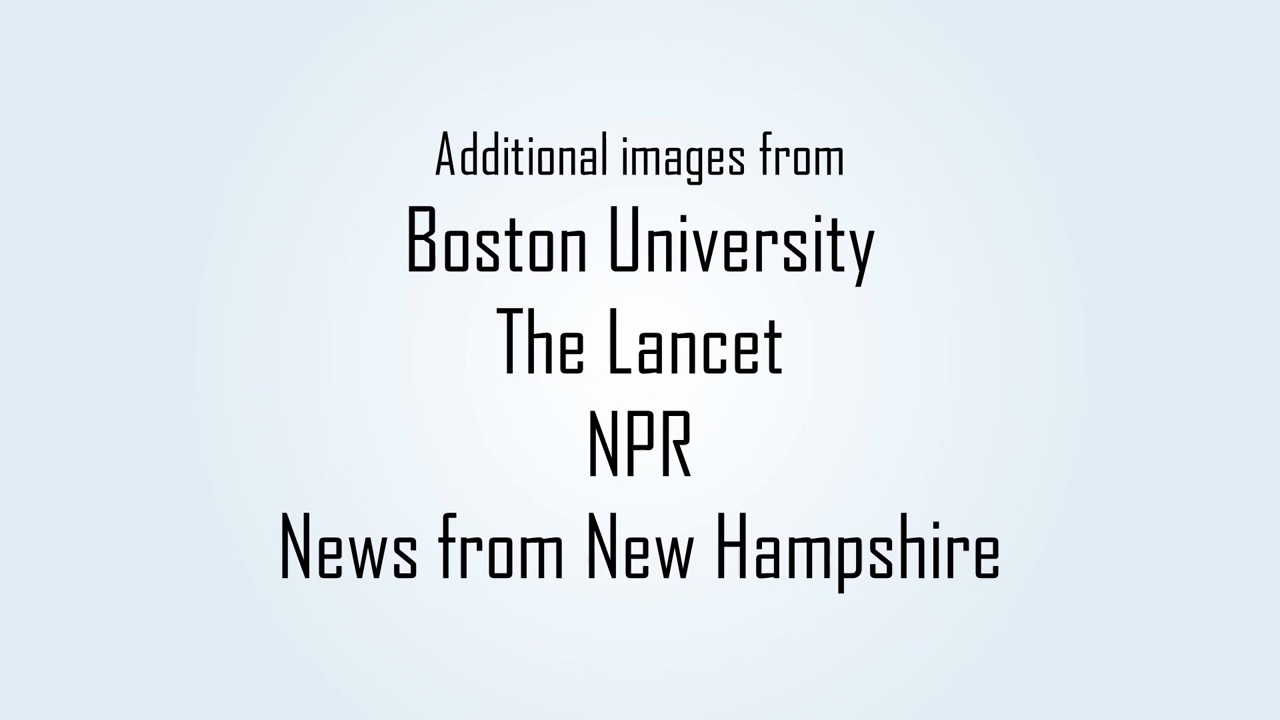 Additional images from
Boston University
The Lancet
NPR
News from New Hampshire